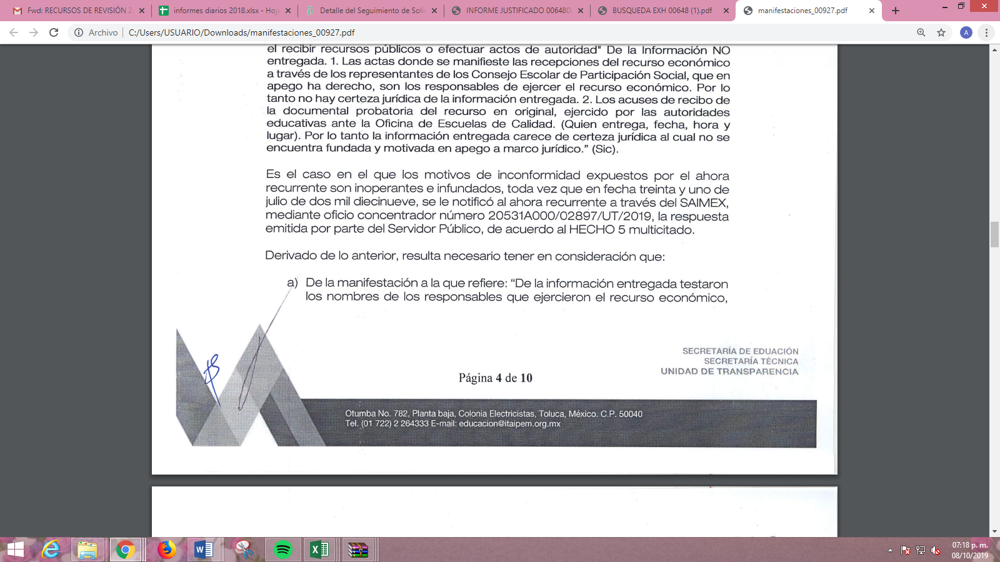 Fwd: RECURSOS DE REVISIÓN 2
informes diarios 2018.xlsx - Hoja
Detalle del Seguimiento de Solic
INFORME JUSTIFICADO 006480
BUSQUEDA EXH 00648 (1).pdf
manifestaciones_00927.pdf
Archivo
C:/Users/USUARIO/Downloads/manifestaciones_00927.pdf
A
el recibir recursos públicos o efectuar actos de autoridad" De la Información NO
entregada. 1. Las actas donde se manifieste las recepciones del recurso económico
a través de los representantes de los Consejo Escolar de Participación Social, que en
apego ha derecho, son los responsables de ejercer el recurso económico. Por lo
tanto no hay certeza jurídica de la información entregada. 2. Los acuses de recibo de
la documental probatoria del recurso en original, ejercido por las autoridades
educativas ante la Oficina de Escuelas de Calidad. (Quien entrega, fecha, hora y
lugar). Por lo tanto la información entregada carece de certeza jurídica al cual no se
encuentra fundada y motivada en apego a marco jurídico.” (Sic).
Es el caso en el que los motivos de inconformidad expuestos por el ahora
recurrente son inoperantes e infundados, toda vez que en fecha treinta y uno de
julio de dos mil diecinueve, se le notificó al ahora recurrente a través del SAIMEX,
mediante oficio concentrador número 20531A000/02897/UT/2019, la respuesta
emitida por parte del Servidor Público, de acuerdo al HECHO 5 multicitado.
Derivado de lo anterior, resulta necesario tener en consideración que:
a) De la manifestación a la que refiere: “De la información entregada testaron
los nombres de los responsables que ejercieron el recurso económico,
SECRETARÍA DE EDUACIÓN
SECRETARÍA TÉCNICA
UNIDAD DE TRANSPARENCIA
Página 4 de 10
Otumba No. 782, Planta baja, Colonia Electricistas, Toluca, México. C.P. 50040
Tel. (01 722) 2 264333 E-mail: educacion@itaipem.org.mx
07:18 p. m.
08/10/2019